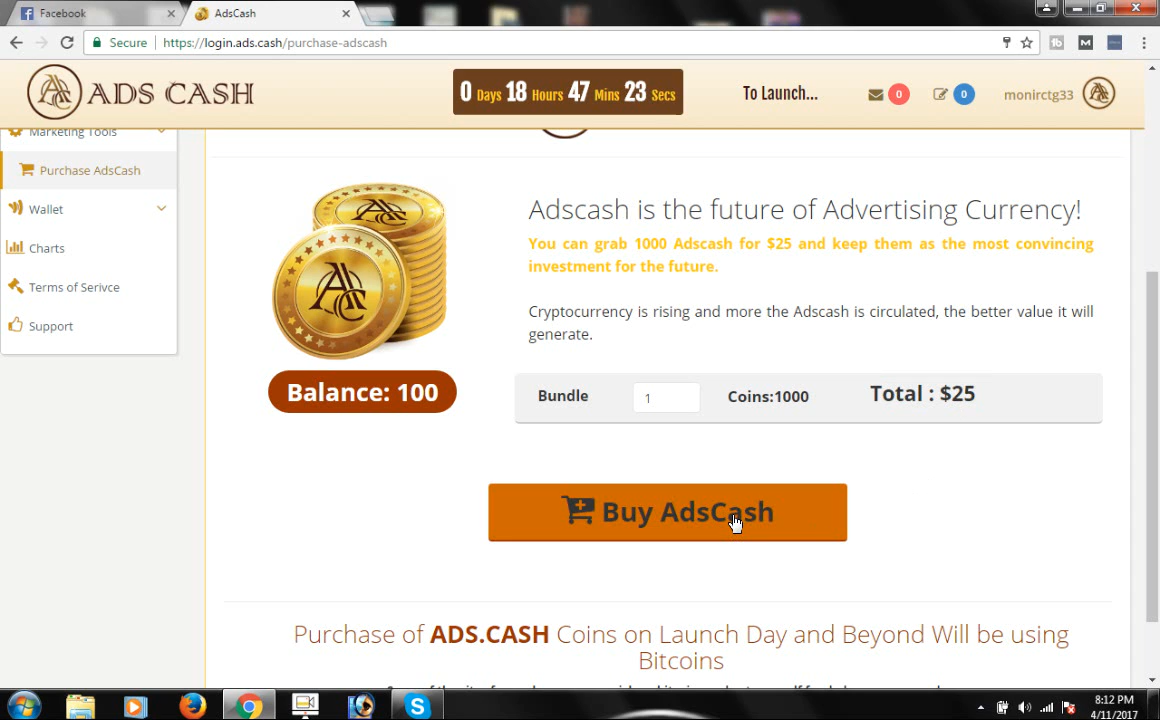 Facebook
AdsCash
Secure
https://login.ads.cash/purchase-adscash
ADS CASH
0 Days 18 Hours 47 Mins 23 Secs
To Launch...
0
0
monirctg33
Marketing Tools
Purchase AdsCash
Wallet
Charts
Terms of Serivce
Support
Balance: 100
Adscash is the future of Advertising Currency!
You can grab 1000 Adscash for $25 and keep them as the most convincing
investment for the future.
Cryptocurrency is rising and more the Adscash is circulated, the better value it will
generate.
Bundle 1 Coins:1000 Total : $25
Buy AdsCash
Purchase of ADS.CASH Coins on Launch Day and Beyond Will be using
Bitcoins
8:12 PM
4/11/2017